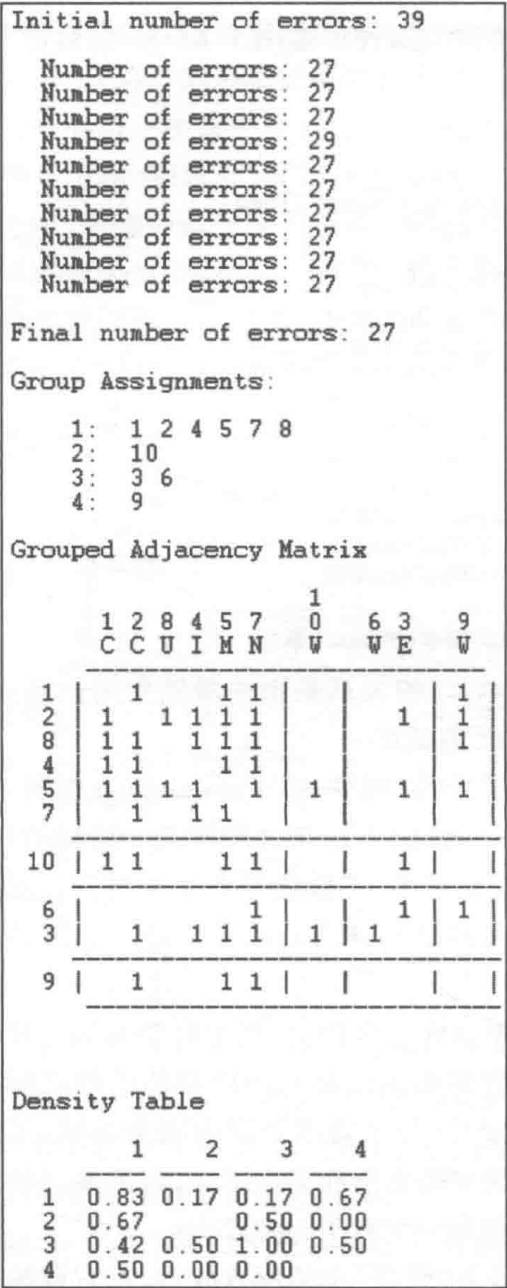 Initial number of errors: 39
Number of errors: 27
Number of errors: 27
Number of errors: 27
Number of errors: 29
Number of errors: 27
Number of errors: 27
Number of errors: 27
Number of errors: 27
Number of errors: 27
Number of errors: 27
Final number of errors: 27
Group Assignments:
1: 1 2 4 5 7 8
2: 10
3: 3 6
4: 9
Grouped Adjacency Matrix
1
1 2 8 4 5 7 0 6 3 9
C C U I M N W W E W
1 | 1 1 1 | | | 1 |
2 | 1 1 1 1 1 | | 1 | 1 |
8 | 1 1 1 1 1 | | | 1 |
4 | 1 1 1 1 | | | |
5 | 1 1 1 1 1 | 1 | 1 | 1 |
7 | 1 1 1 | | | |
10 | 1 1 1 1 | | 1 | |
6 | 1 | | 1 | 1 |
3 | 1 1 1 1 | 1 | 1 | |
9 | 1 1 1 | | | |
Density Table
1 2 3 4
1 0.83 0.17 0.17 0.67
2 0.67 0.50 0.00
3 0.42 0.50 1.00 0.50
4 0.50 0.00 0.00